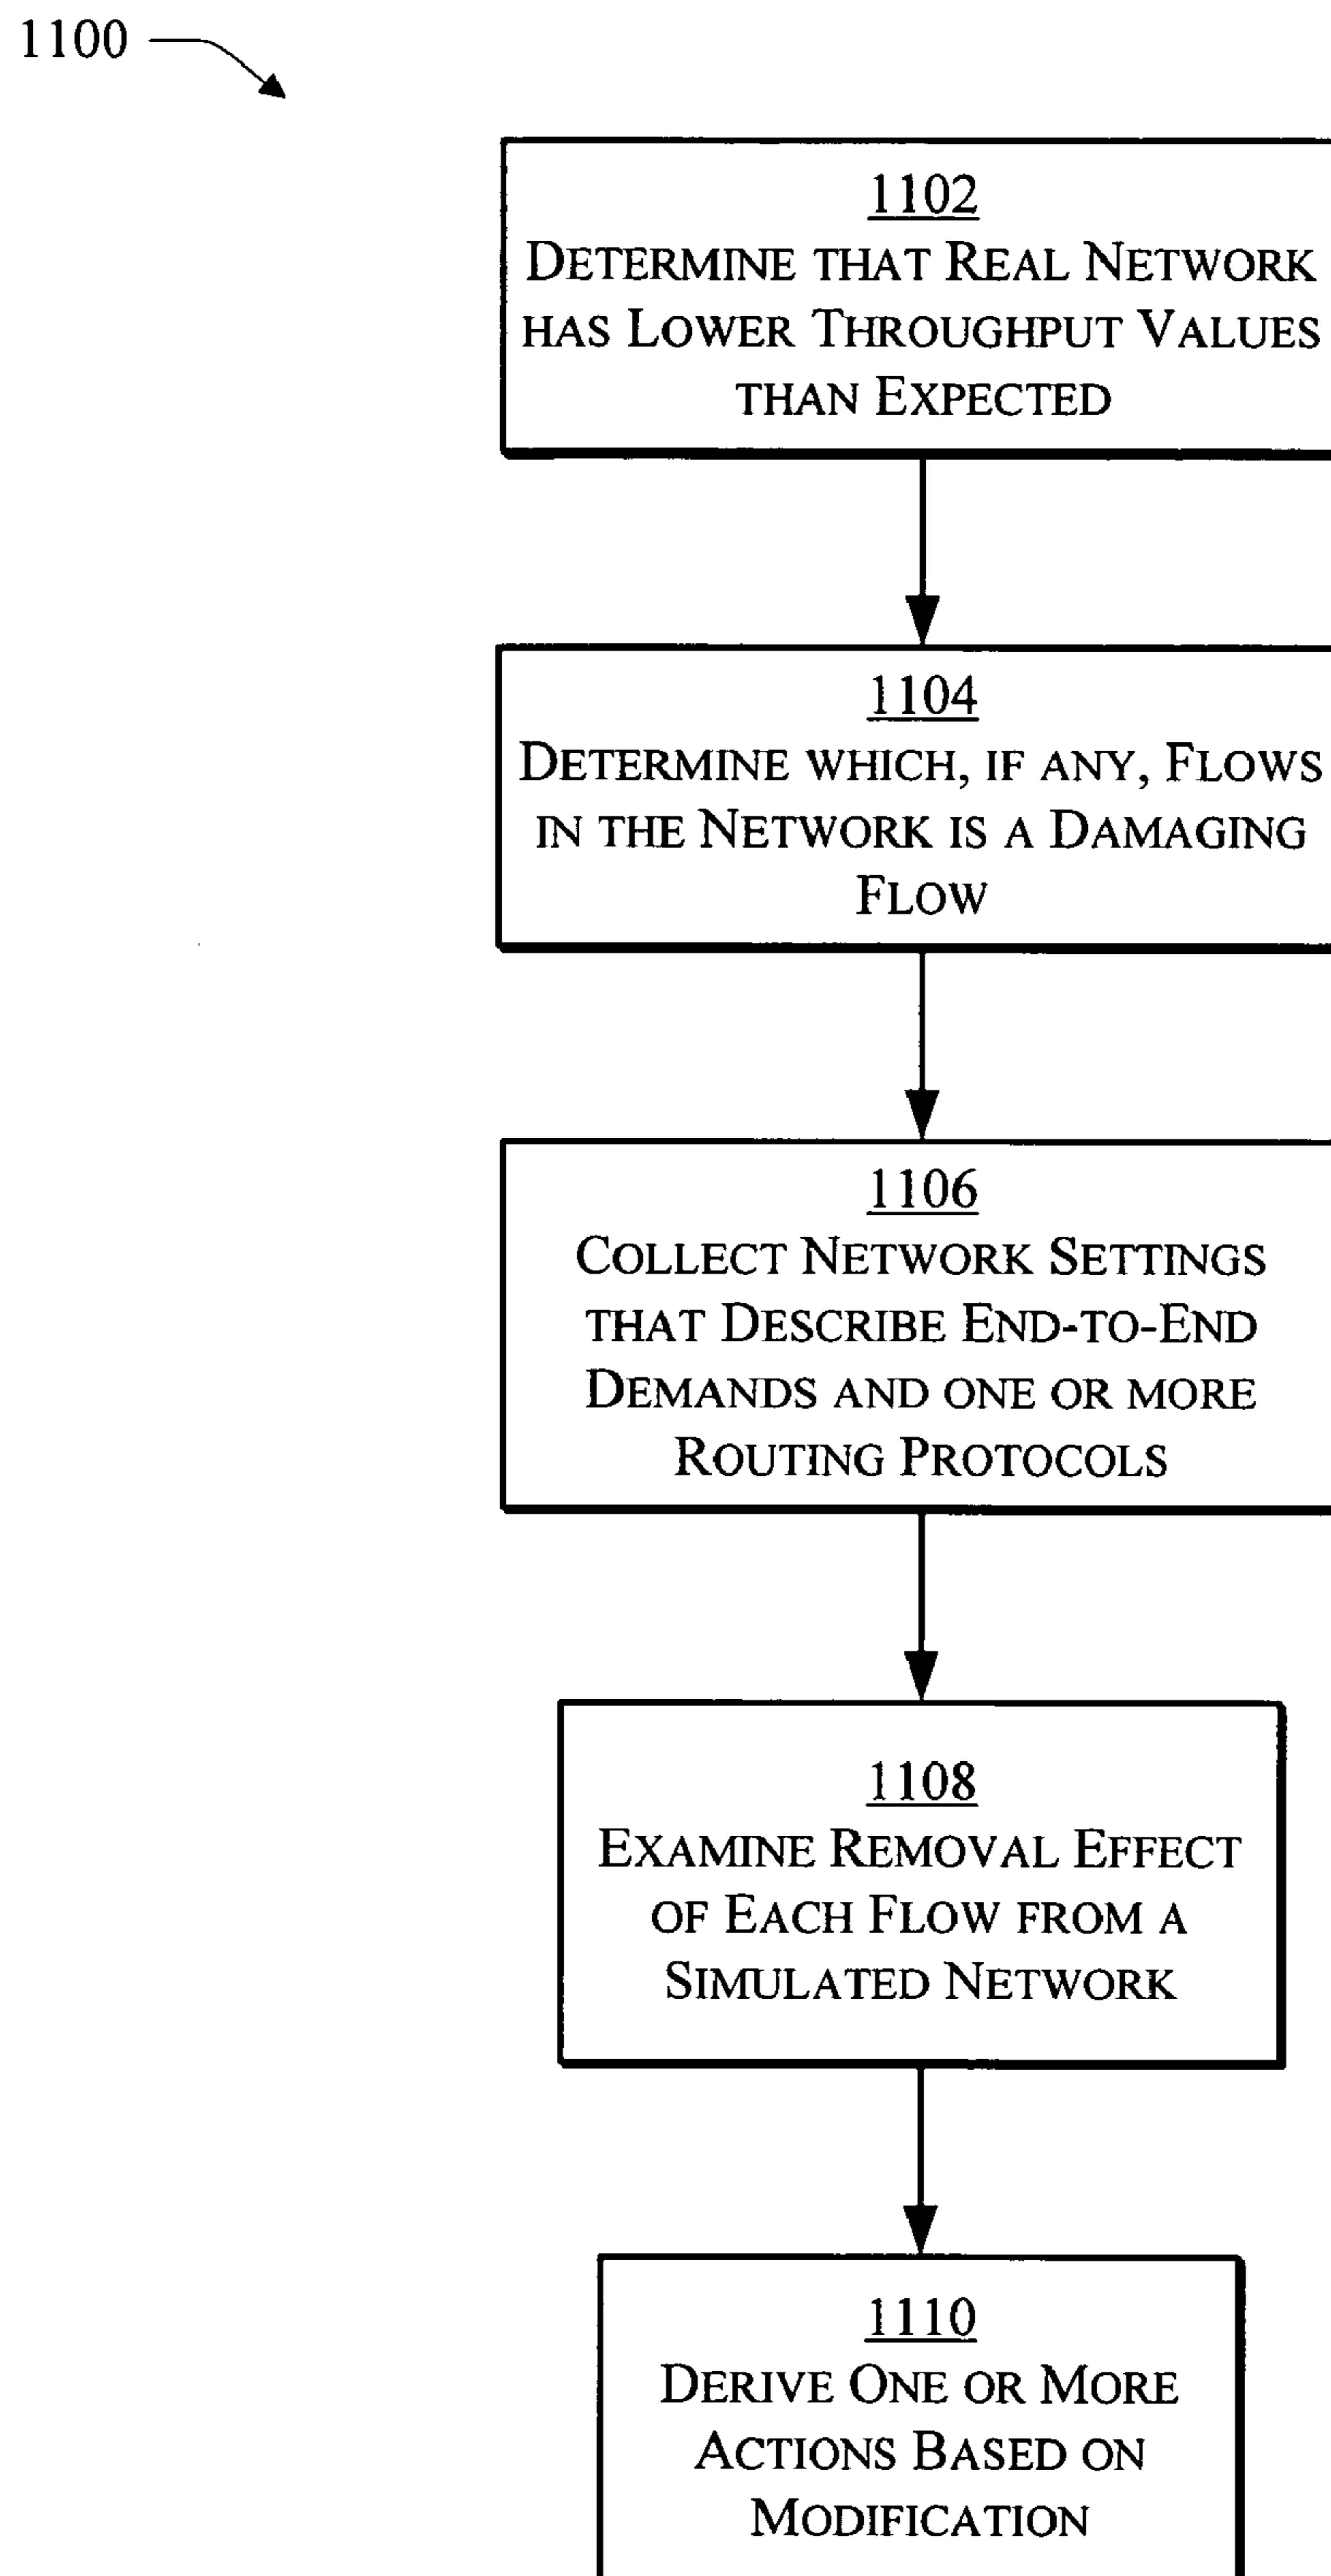 1100
1102
DETERMINE THAT REAL NETWORK
HAS LOWER THROUGHPUT VALUES
THAN EXPECTED
1104
DETERMINE WHICH, IF ANY, FLOWS
IN THE NETWORK IS A DAMAGING
FLOW
1106
COLLECT NETWORK SETTINGS
THAT DESCRIBE END-TO-END
DEMANDS AND ONE OR MORE
ROUTING PROTOCOLS
1108
EXAMINE REMOVAL EFFECT
OF EACH FLOW FROM A
SIMULATED NETWORK
1110
DERIVE ONE OR MORE
ACTIONS BASED ON
MODIFICATION